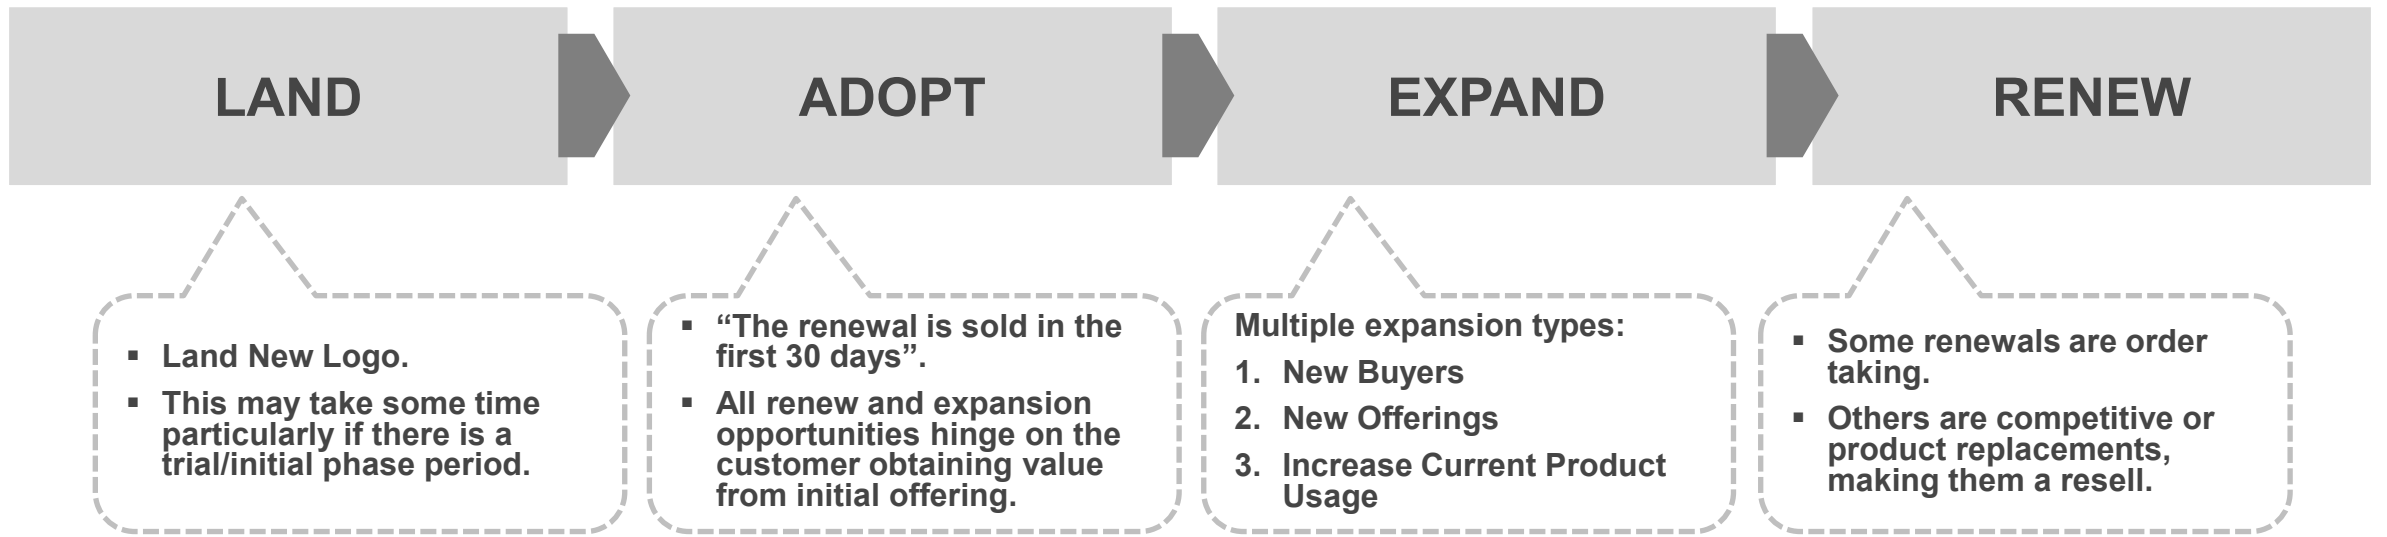 LAND
ADOPT
EXPAND
RENEW
▪ Land New Logo.
▪ This may take some time
particularly if there is a
trial/initial phase period.
▪ “The renewal is sold in the
first 30 days”.
▪ All renew and expansion
opportunities hinge on the
customer obtaining value
from initial offering.
Multiple expansion types:
1. New Buyers
2. New Offerings
3. Increase Current Product
Usage
▪ Some renewals are order
taking.
▪ Others are competitive or
product replacements,
making them a resell.